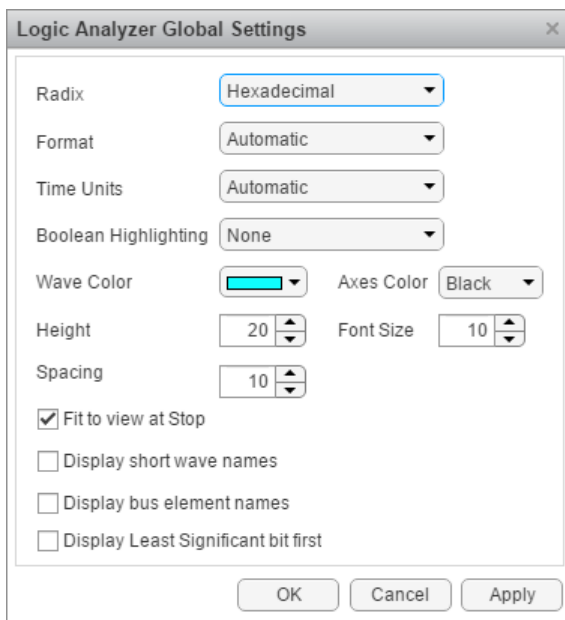 Logic Analyzer Global Settings
Radix Hexadecimal
Format Automatic
Time Units Automatic
Boolean Highlighting None
Wave Color Axes Color Black
Height 20 Font Size 10
Spacing 10
Fit to view at Stop
Display short wave names
Display bus element names
Display Least Significant bit first
OK Cancel Apply